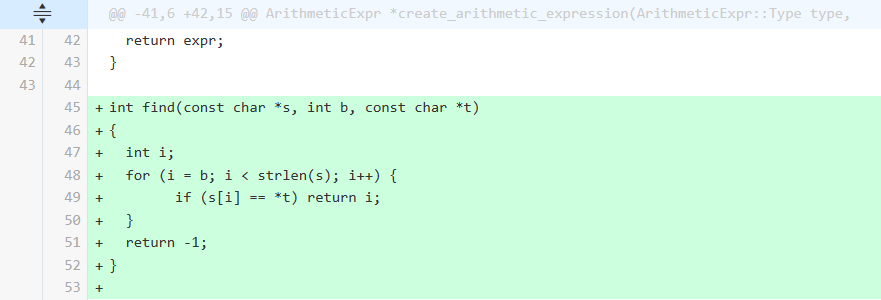 @@ -41,6 +42,15 @@ ArithmeticExpr *create_arithmetic_expression(ArithmeticExpr::Type type,
41 42 return expr;
42 43 }
43 44
45 + int find(const char *s, int b, const char *t)
46 + {
47 + int i;
48 + for (i = b; i < strlen(s); i++) {
49 + if (s[i] == *t) return i;
50 + }
51 + return -1;
52 + }
53 +